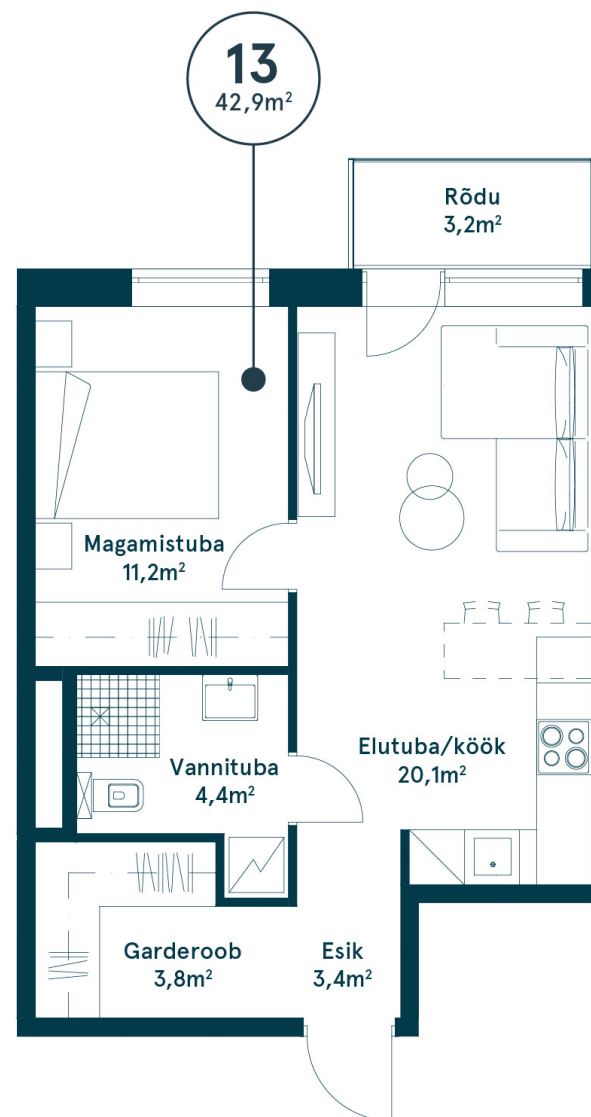 13
42,9m²
Rõdu
3,2m²
Magamistuba
11,2m²
Elutuba/köök
20,1m²
Vannituba
4,4m²
Garderoob
3,8m²
Esik
3,4m²